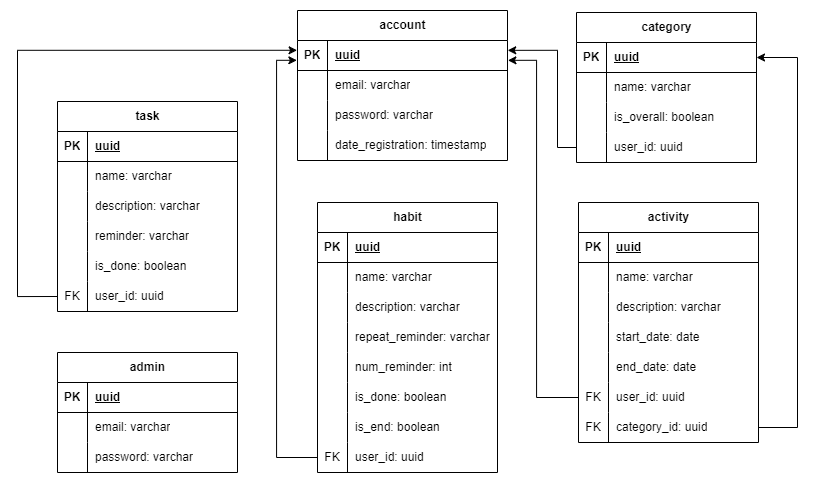 account
PK uuid
email: varchar
password: varchar
date_registration: timestamp
category
PK uuid
name: varchar
is_overall: boolean
user_id: uuid
task
PK uuid
name: varchar
description: varchar
reminder: varchar
is_done: boolean
FK user_id: uuid
habit
PK uuid
name: varchar
description: varchar
repeat_reminder: varchar
num_reminder: int
is_done: boolean
is_end: boolean
FK user_id: uuid
activity
PK uuid
name: varchar
description: varchar
start_date: date
end_date: date
FK user_id: uuid
FK category_id: uuid
admin
PK uuid
email: varchar
password: varchar